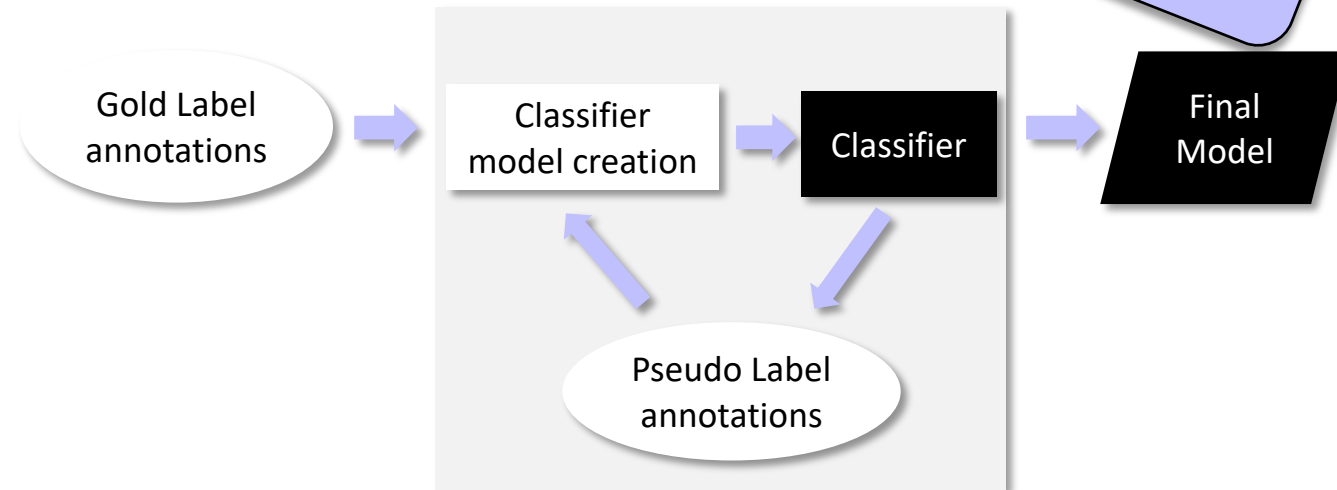 Gold Label
annotations
Classifier
model creation
Classifier
Final
Model
Pseudo Label
annotations